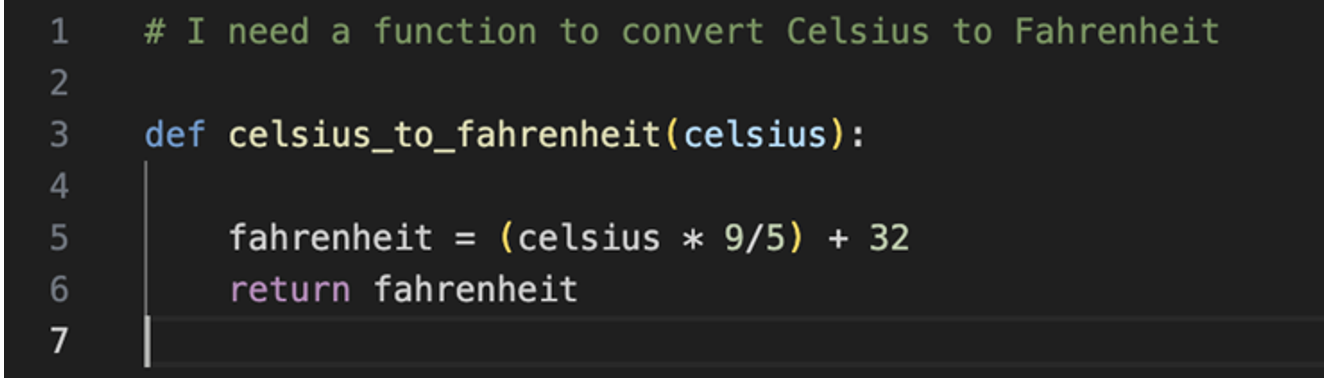 1 # I need a function to convert Celsius to Fahrenheit
2
3 def celsius_to_fahrenheit(celsius):
4
5     fahrenheit = (celsius * 9/5) + 32
6     return fahrenheit
7